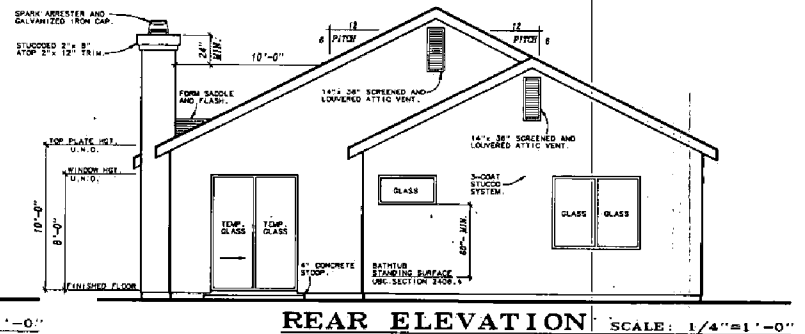 SPARK ARRESTER AND
GALVANIZED IRON CAP.
STUCCOED 2"x 8"
ATOP 2"x 12" TRIM.
24"
MIN.
10'-0"
12
6 PITCH
12
PITCH 6
FORM SADDLE
AND FLASH.
14"x 36" SCREENED AND
LOUVERED ATTIC VENT.
14"x 36" SCREENED AND
LOUVERED ATTIC VENT.
TOP PLATE HGT.
U.N.O.
WINDOW HGT.
U.N.O.
10'-0"
8'-0"
FINISHED FLOOR
TEMP.
GLASS
TEMP.
GLASS
4" CONCRETE
STOOP.
GLASS
60"- MIN.
BATHTUB
STANDING SURFACE
UBC SECTION 2406.4
3-COAT
STUCCO
SYSTEM.
GLASS
GLASS
'-0"
REAR ELEVATION
SCALE: 1/4"=1'-0"